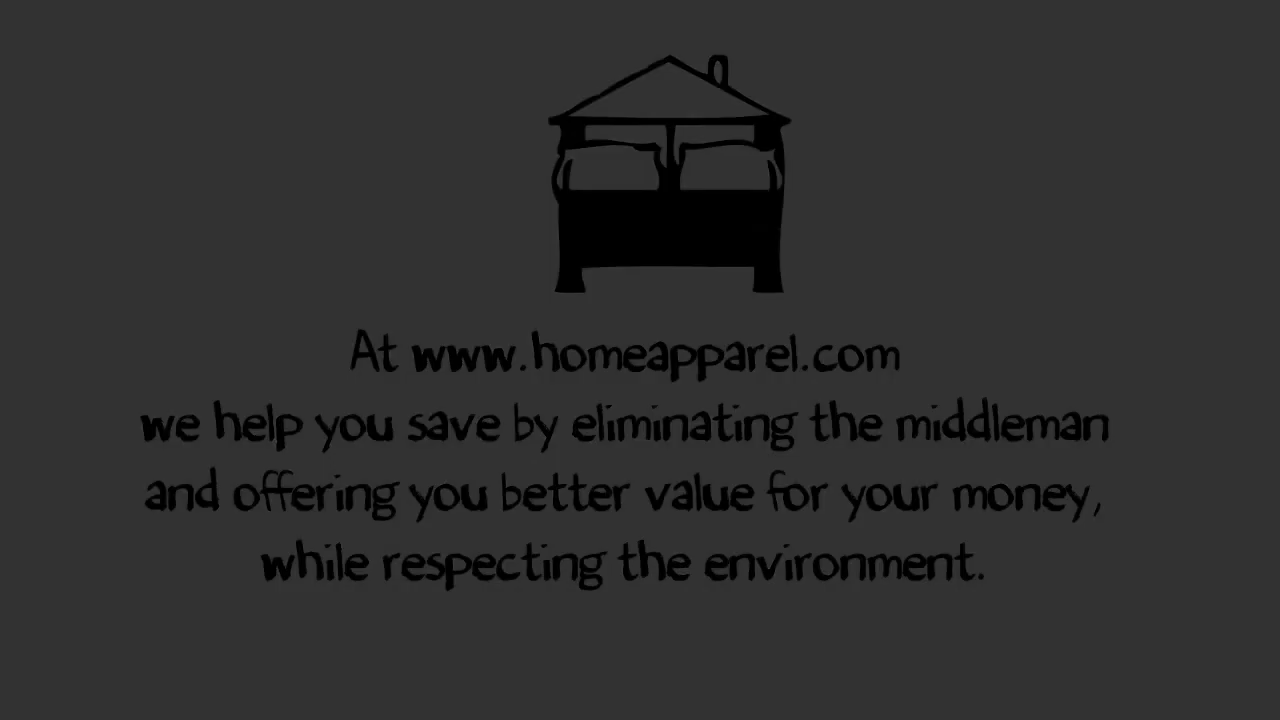 At www.homeapparel.com
we help you save by eliminating the middleman
and offering you better value for your money,
while respecting the environment.